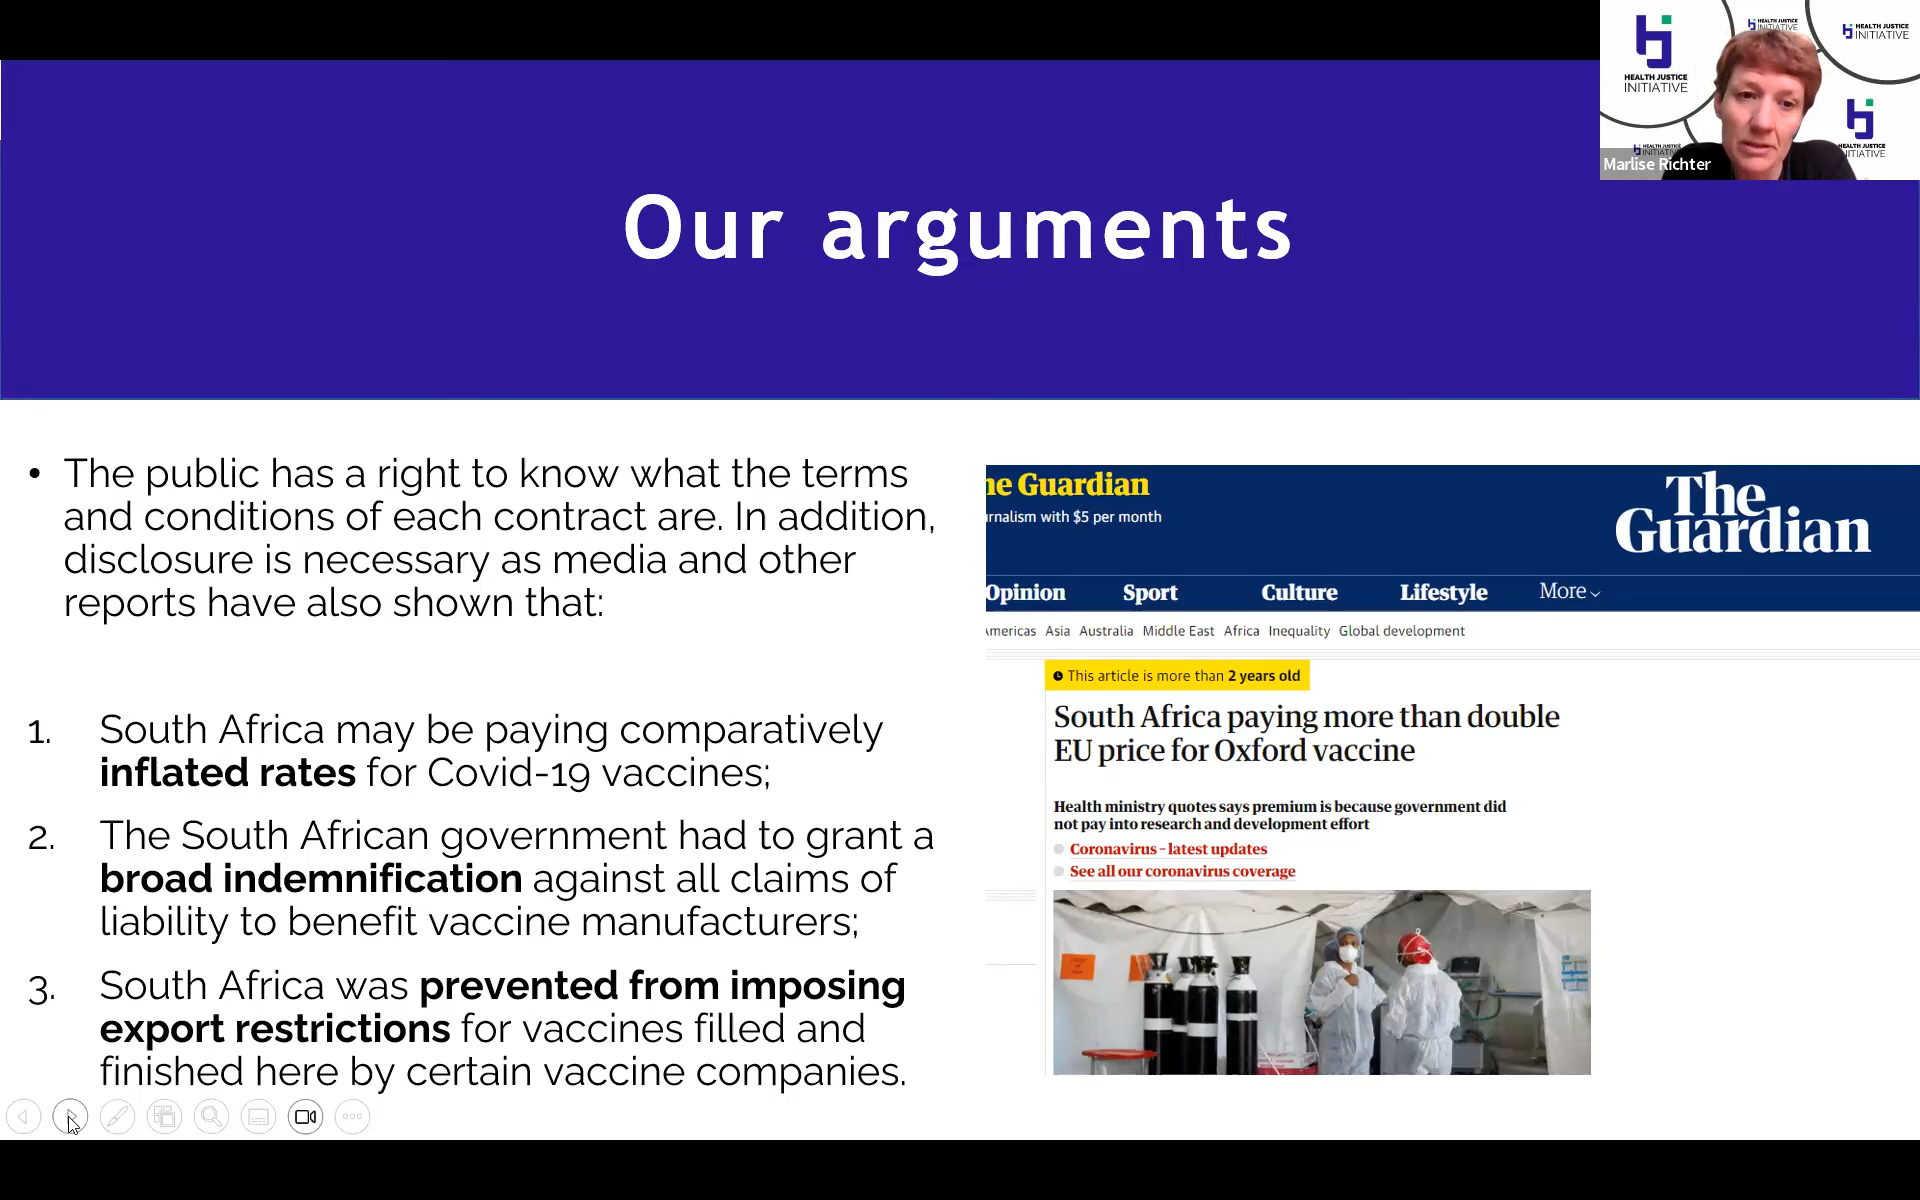 HEALTH JUSTICE
INITIATIVE
HEALTH JUSTICE
INITIATIVE
HEALTH JUSTICE
INITIATIVE
HEALTH JUSTICE
INITIATIVE
HEALTH JUSTICE
INITIATIVE
Marlise Richter
Our arguments
• The public has a right to know what the terms
and conditions of each contract are. In addition,
disclosure is necessary as media and other
reports have also shown that:
1. South Africa may be paying comparatively
inflated rates for Covid-19 vaccines;
2. The South African government had to grant a
broad indemnification against all claims of
liability to benefit vaccine manufacturers;
3. South Africa was prevented from imposing
export restrictions for vaccines filled and
finished here by certain vaccine companies.
he Guardian
urnalism with $5 per month
The
Guardian
Opinion Sport Culture Lifestyle More
Americas Asia Australia Middle East Africa Inequality Global development
This article is more than 2 years old
South Africa paying more than double
EU price for Oxford vaccine
Health ministry quotes says premium is because government did
not pay into research and development effort
Coronavirus – latest updates
See all our coronavirus coverage